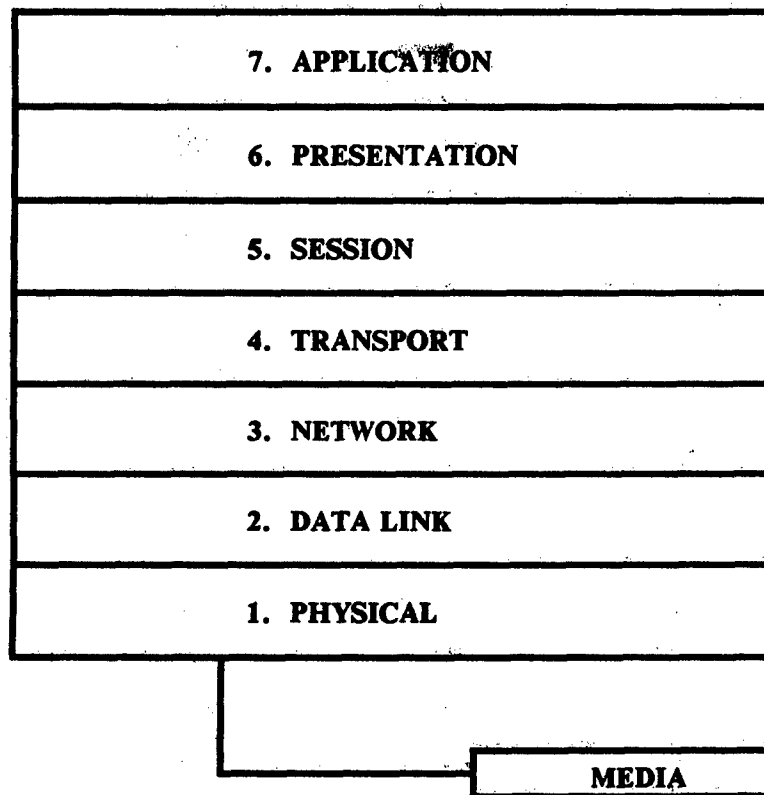 7. APPLICATION
6. PRESENTATION
5. SESSION
4. TRANSPORT
3. NETWORK
2. DATA LINK
1. PHYSICAL
MEDIA